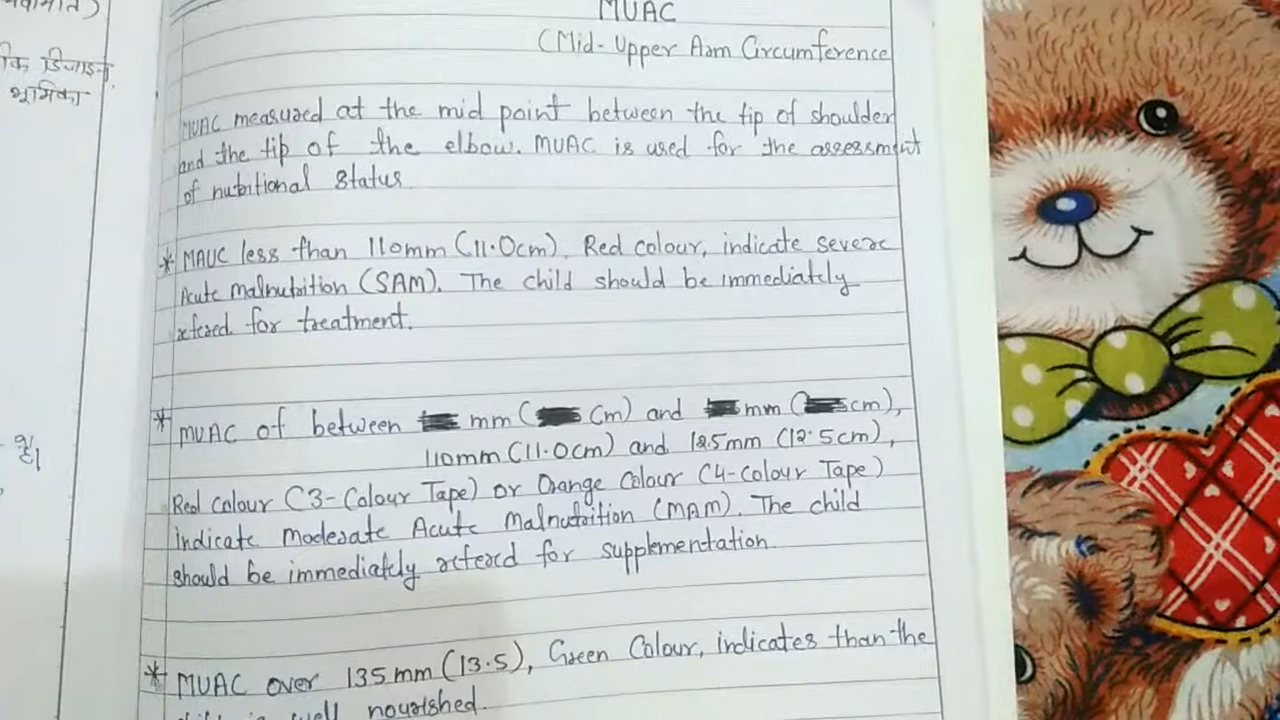 MUAC
(Mid-Upper Arm Circumference
MUAC measured at the mid point between the tip of shoulder
and the tip of the elbow. MUAC is used for the assessment
of nutritional status
* MAUC less than 110mm (11.0cm), Red colour, indicate severe
Acute malnutrition (SAM). The child should be immediately
refered for treatment.
* MUAC of between mm ( cm) and mm ( cm),
110mm (11.0cm) and 125mm (12.5cm),
Red colour (3-Colour Tape) or Orange Colour (4-colour Tape)
indicate Moderate Acute Malnutrition (MAM). The child
should be immediately refered for supplementation
* MUAC over 135mm (13.5), Green Colour, indicates than the
child is well nourished.
डिजाइन,
भूमिका